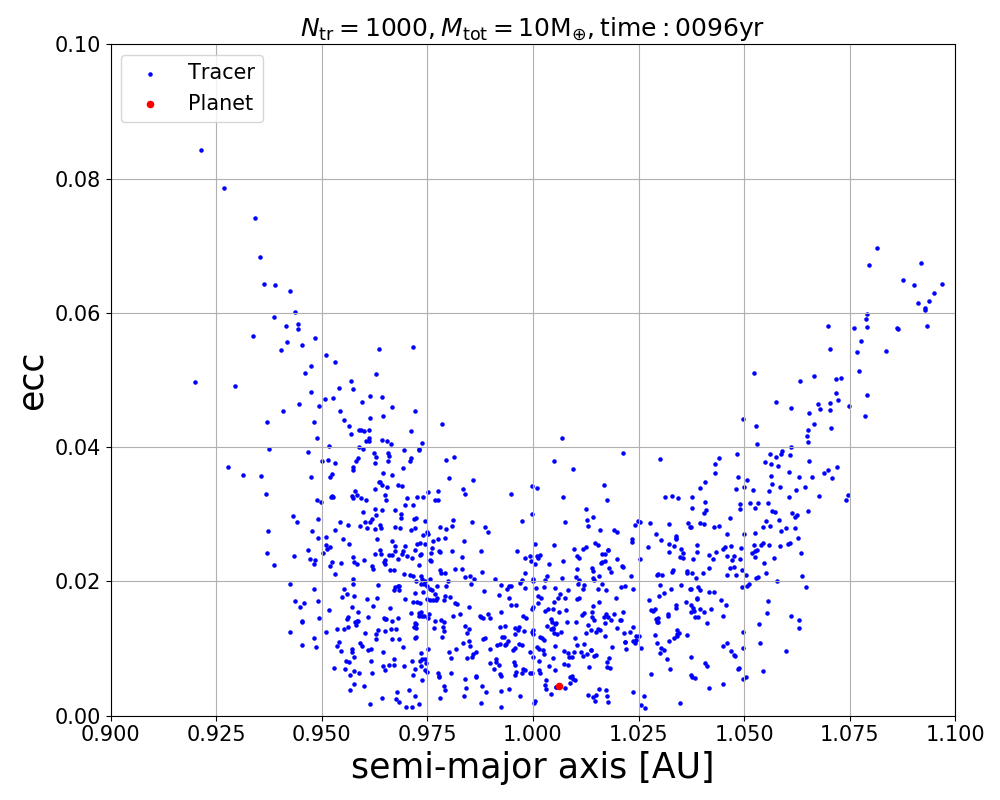 N_tr = 1000, M_tot = 10M_⊕, time : 0096yr
Tracer
Planet
ecc
0.10
0.08
0.06
0.04
0.02
0.00
0.900 0.925 0.950 0.975 1.000 1.025 1.050 1.075 1.100
semi-major axis [AU]